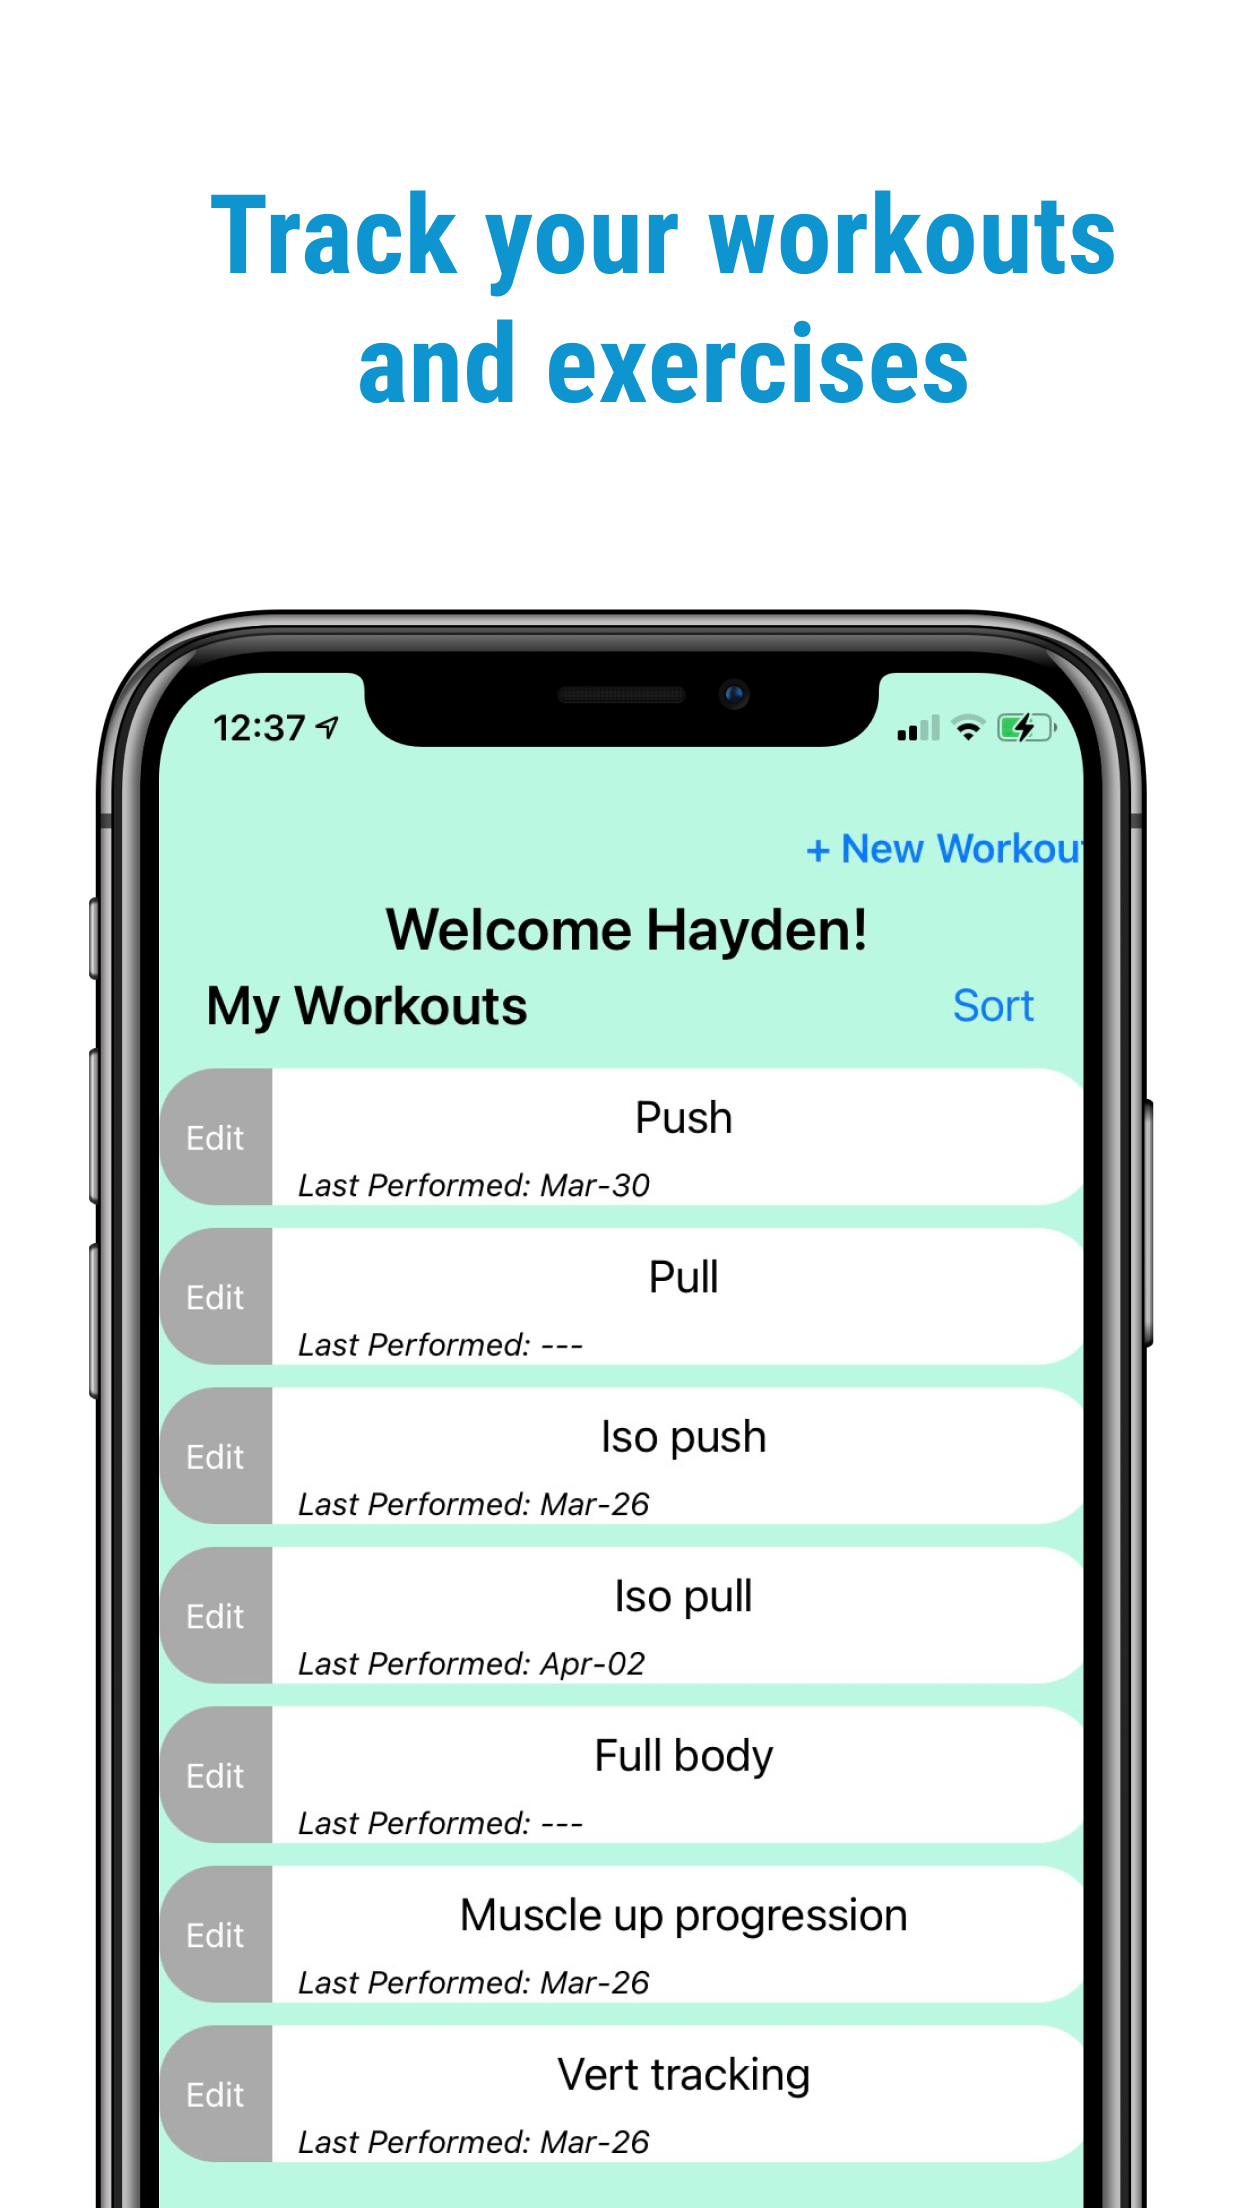 Track your workouts
and exercises
12:37
+ New Workou
Welcome Hayden!
My Workouts
Sort
Edit
Push
Last Performed: Mar-30
Edit
Pull
Last Performed: ---
Edit
Iso push
Last Performed: Mar-26
Edit
Iso pull
Last Performed: Apr-02
Edit
Full body
Last Performed: ---
Edit
Muscle up progression
Last Performed: Mar-26
Edit
Vert tracking
Last Performed: Mar-26